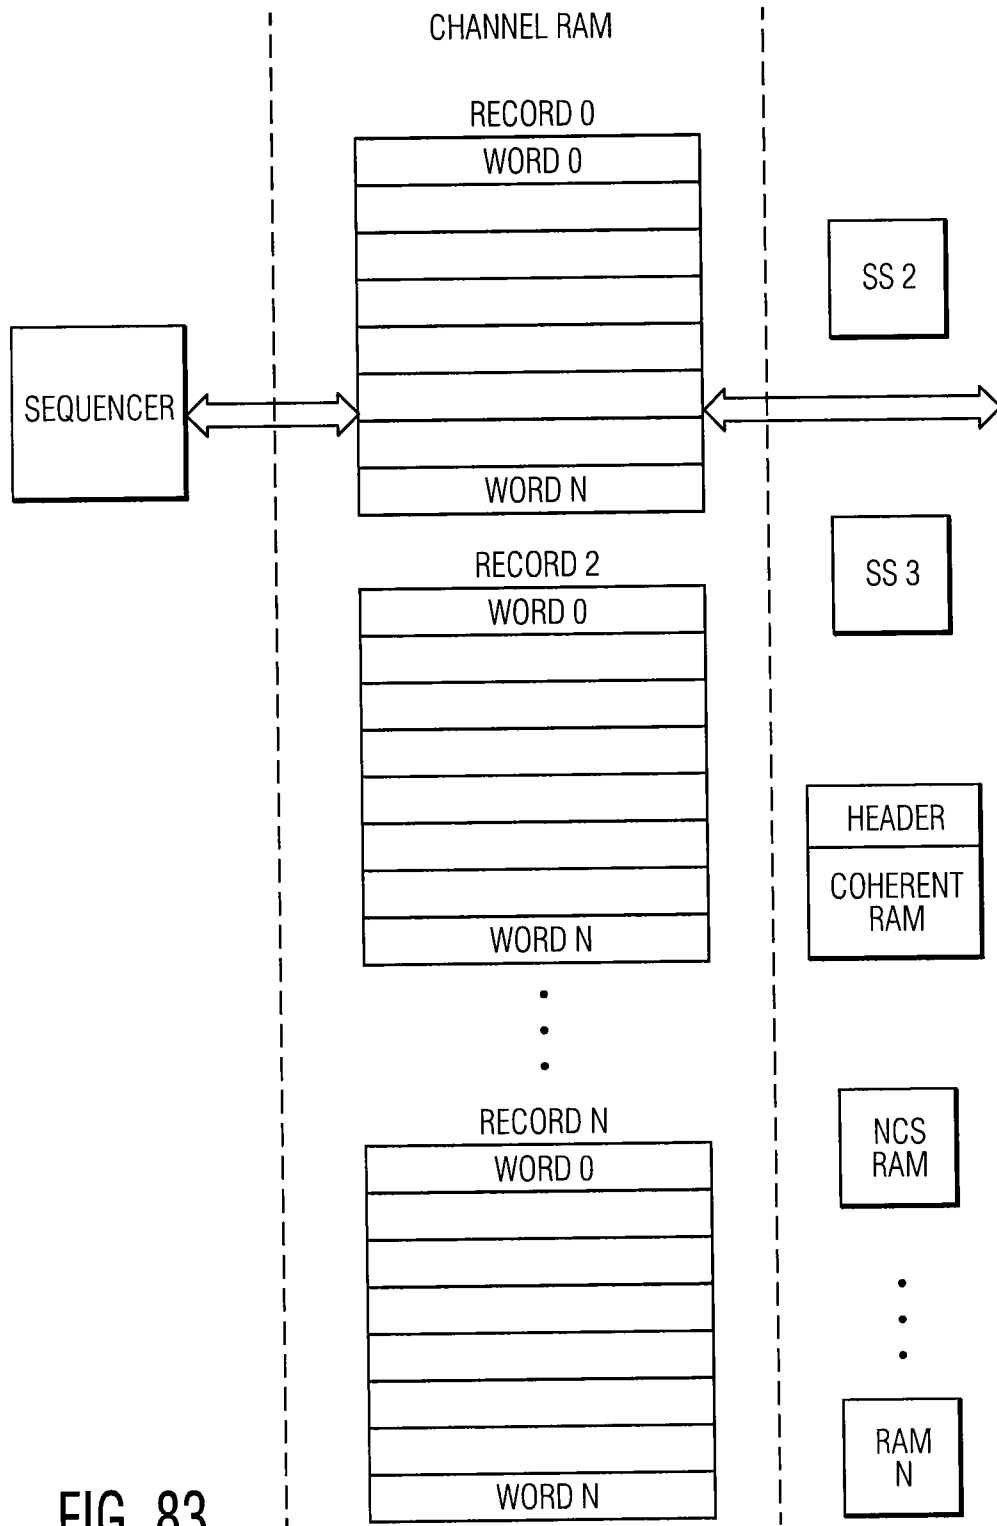 CHANNEL RAM
RECORD 0
WORD 0
WORD N
SEQUENCER
RECORD 2
WORD 0
WORD N
RECORD N
WORD 0
WORD N
SS 2
SS 3
HEADER
COHERENT
RAM
NCS
RAM
RAM
N
FIG. 83